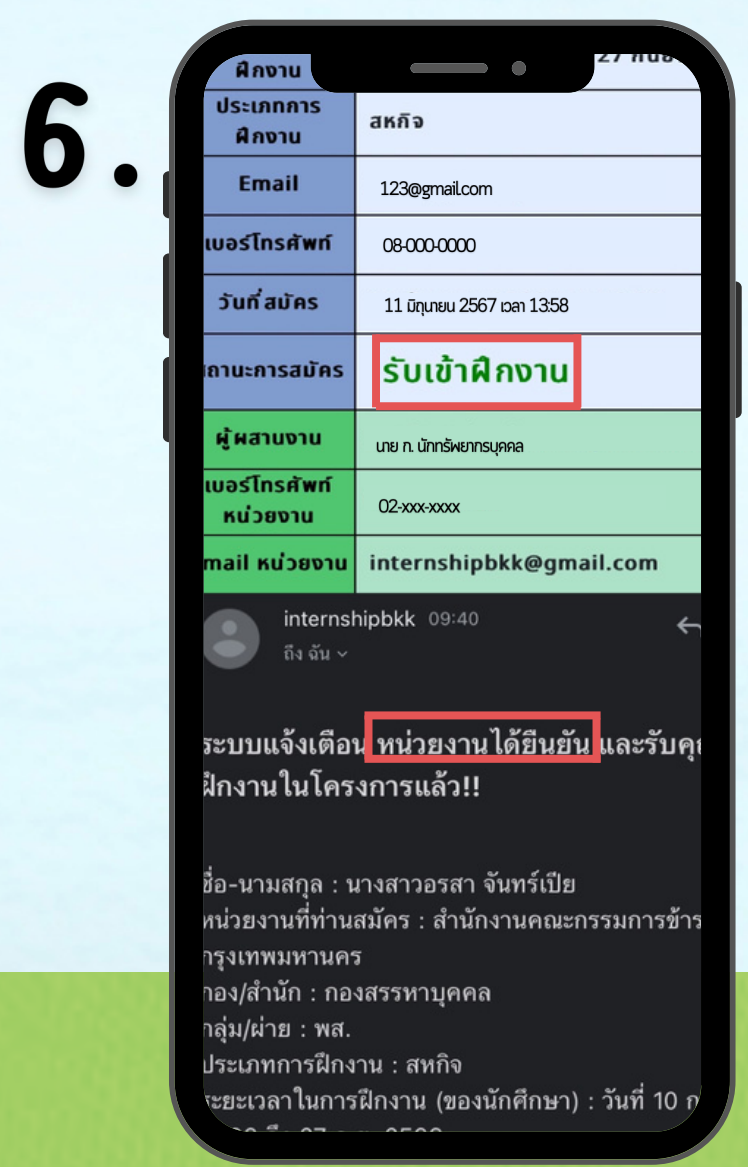 6.
ฝึกงาน
ประเภทการ
ฝึกงาน
สหกิจ
Email
123@gmail.com
เบอร์โทรศัพท์
08-000-0000
วันที่สมัคร
11 มิถุนายน 2567 เวลา 13:58
สถานะการสมัคร
รับเข้าฝึกงาน
ผู้ผสานงาน
นาย ก. นักทรัพยากรบุคคล
เบอร์โทรศัพท์
หน่วยงาน
02-xxx-xxxx
mail หน่วยงาน
internshipbkk@gmail.com
internshipbkk 09:40
ถึง ฉัน
ระบบแจ้งเตือน หน่วยงานได้ยืนยัน และรับ
ฝึกงานในโครงการแล้ว!!
ชื่อ-นามสกุล : นางสาวอรสา จันทร์เปีย
หน่วยงานที่ท่านสมัคร : สำนักงานคณะกรรมการข้าร
กรุงเทพมหานคร
กอง/สำนัก : กองสรรหาบุคคล
กลุ่ม/ฝ่าย : พส.
ประเภทการฝึกงาน : สหกิจ
ระยะเวลาในการฝึกงาน (ของนักศึกษา) : วันที่ 10 ก